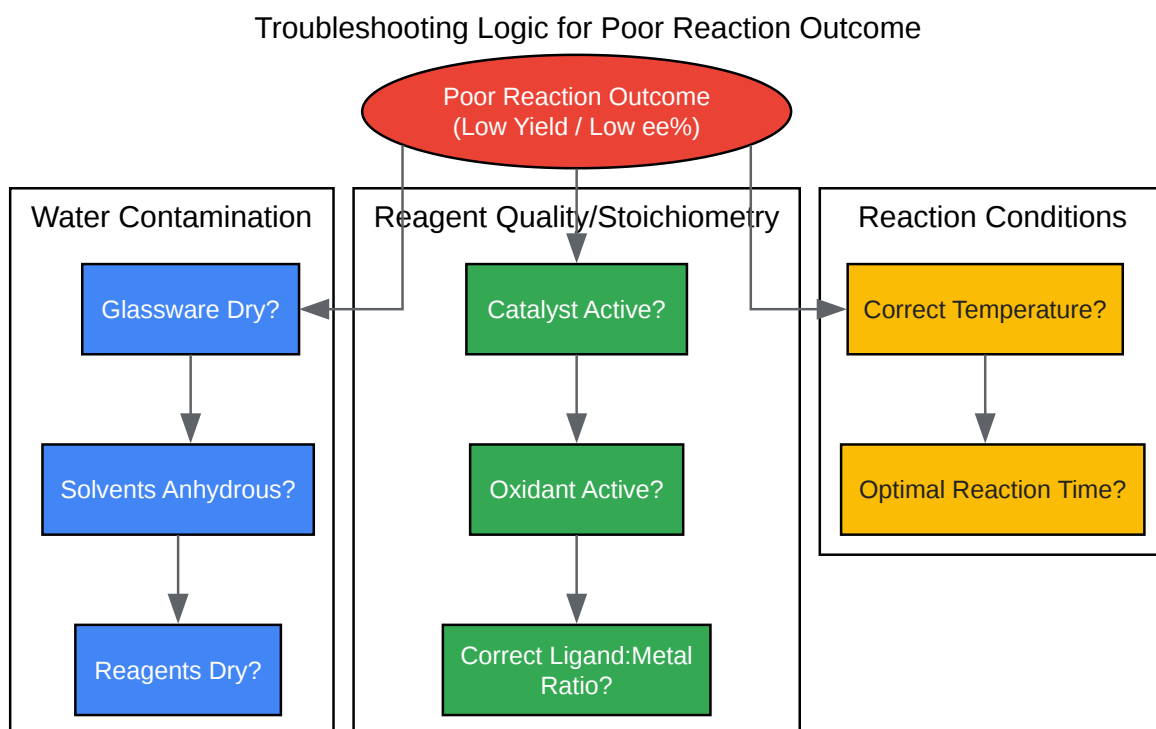 Troubleshooting Logic for Poor Reaction Outcome
Poor Reaction Outcome
(Low Yield / Low ee%)
Water Contamination
Glassware Dry?
Solvents Anhydrous?
Reagents Dry?
Reagent Quality/Stoichiometry
Catalyst Active?
Oxidant Active?
Correct Ligand:Metal
Ratio?
Reaction Conditions
Correct Temperature?
Optimal Reaction Time?